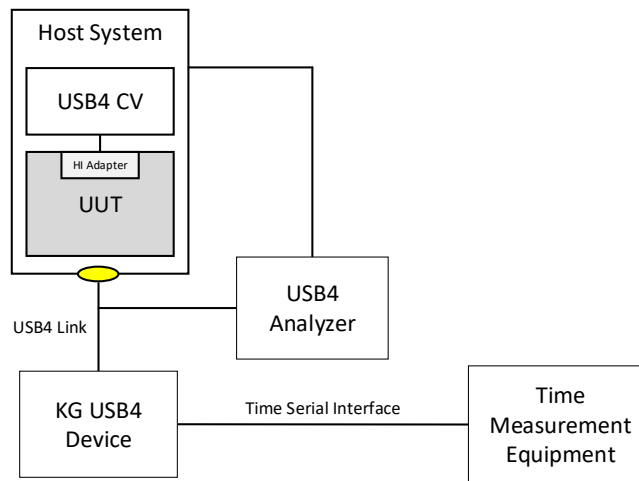 Host System
USB4 CV
HI Adapter
UUT
USB4
Analyzer
USB4 Link
KG USB4
Device
Time Serial Interface
Time
Measurement
Equipment